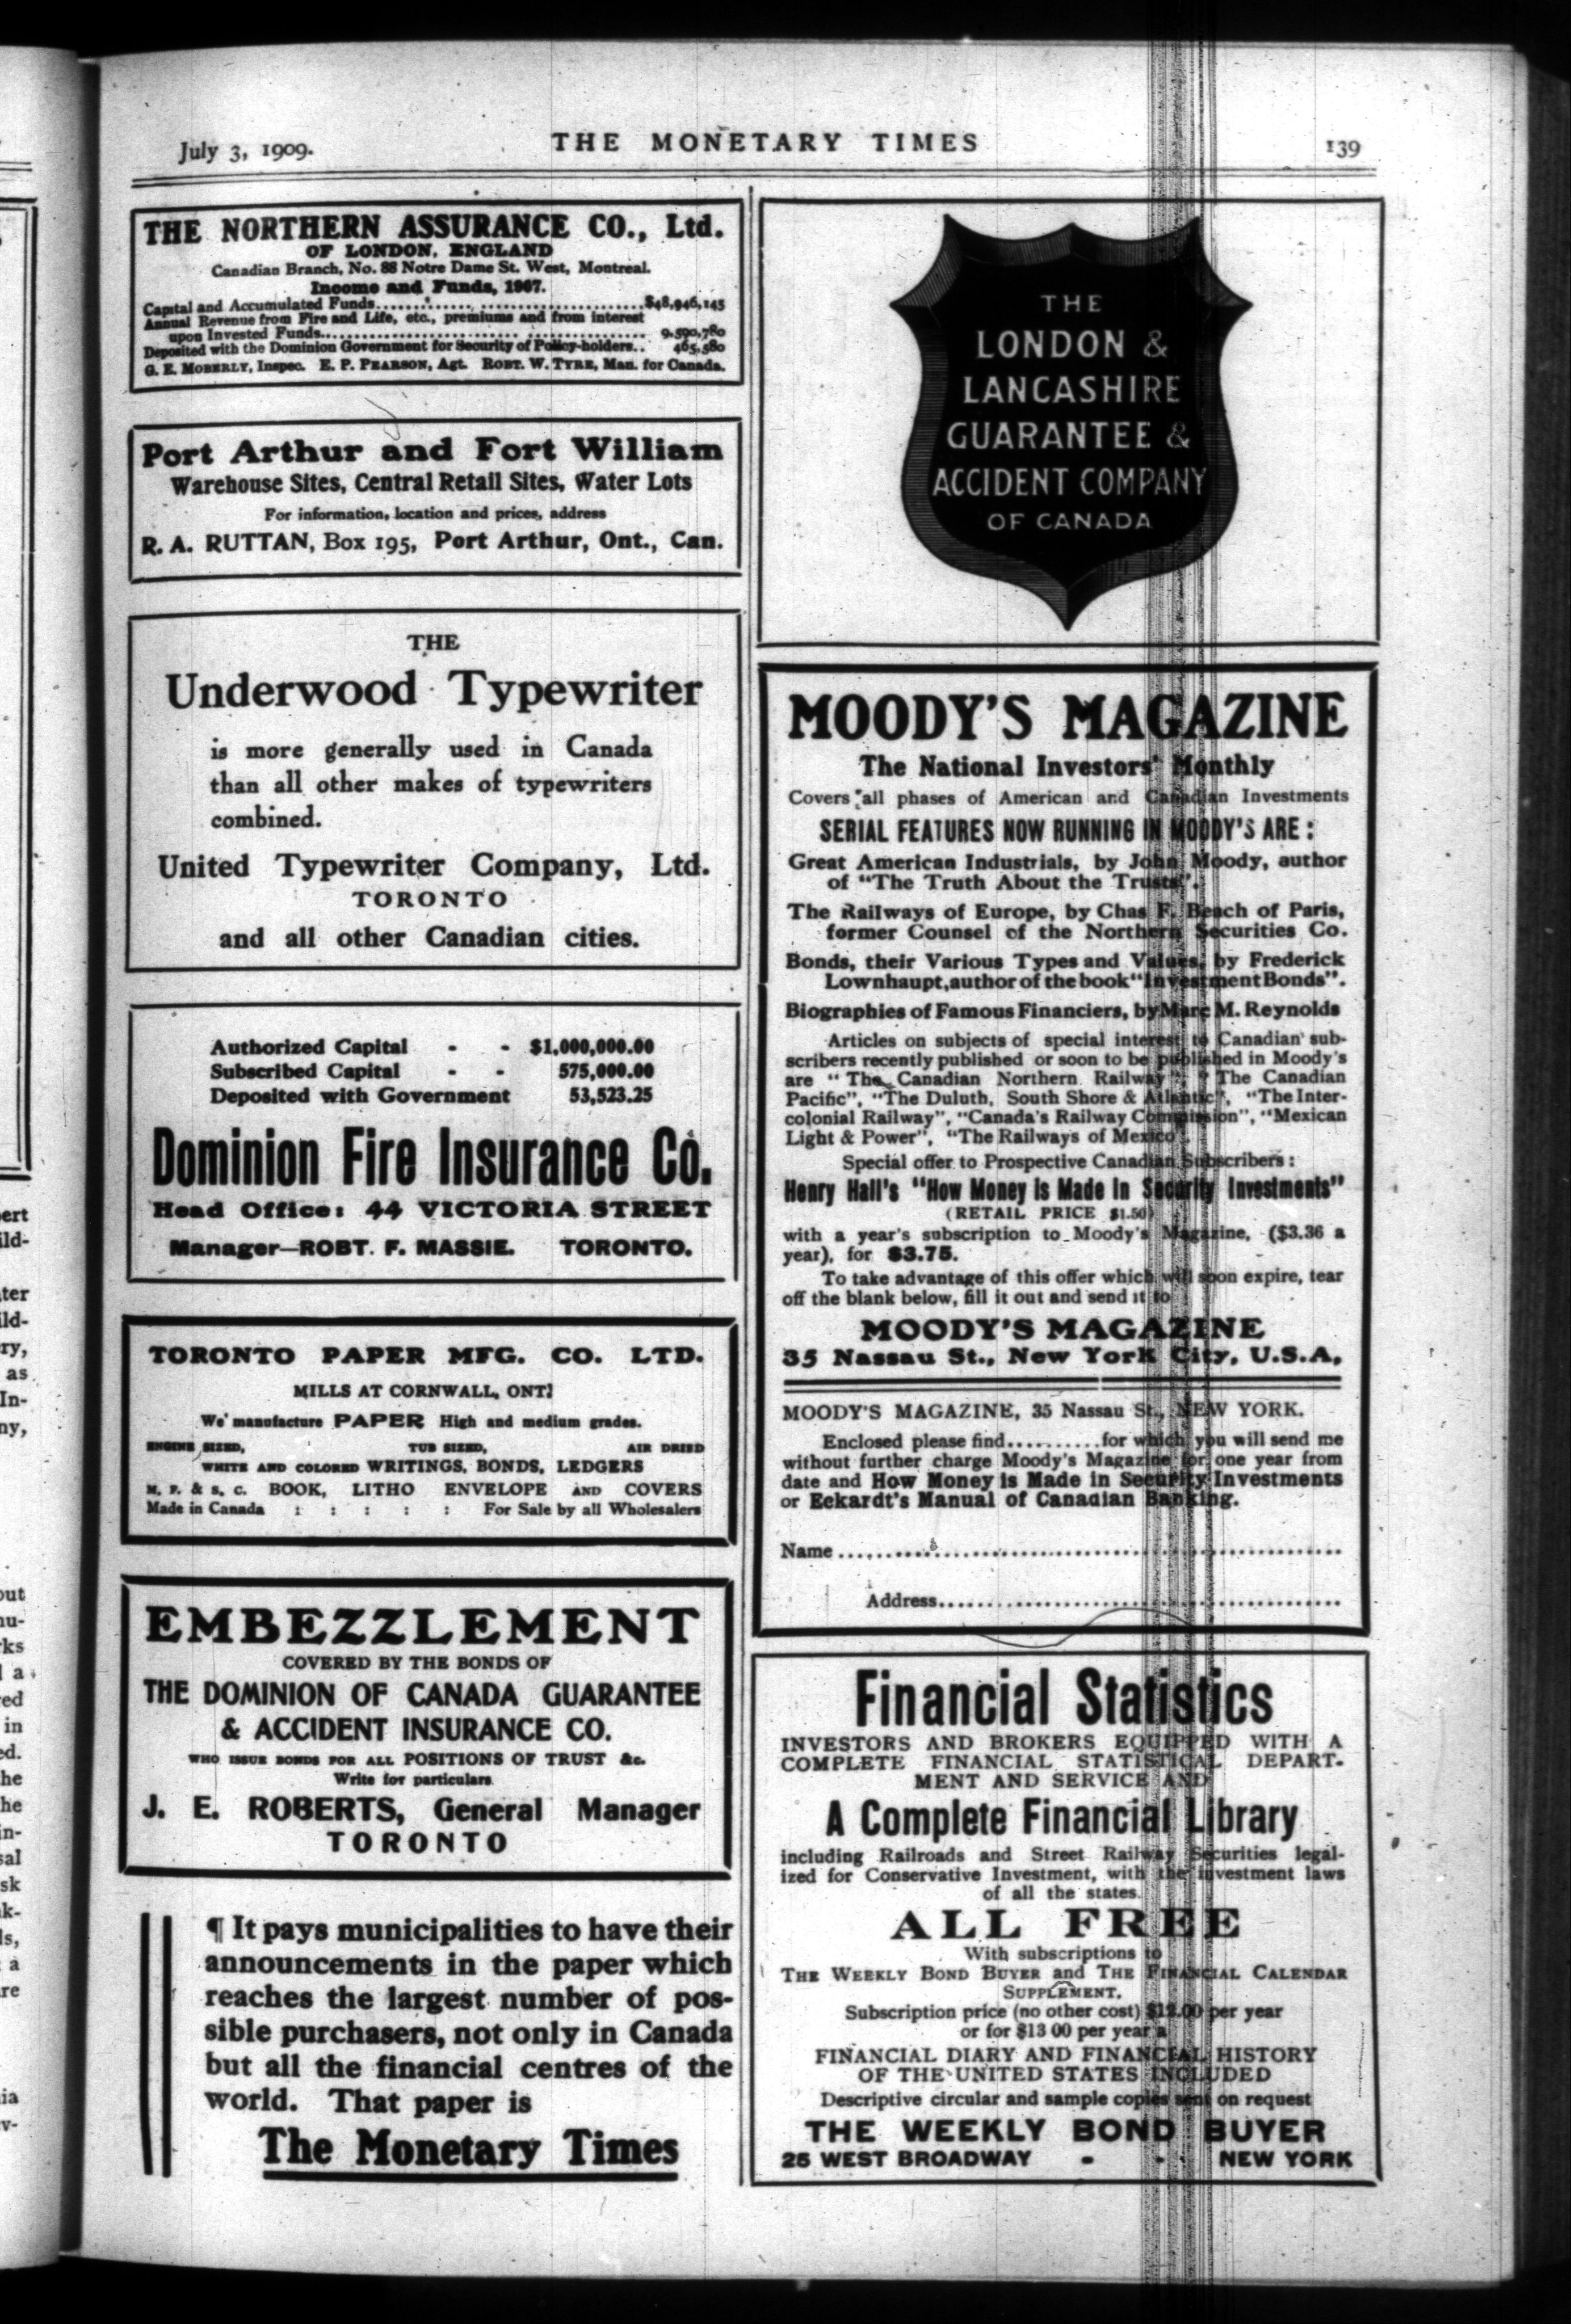 July 3, 1909.
THE MONETARY TIMES
139
THE NORTHERN ASSURANCE CO., Ltd.
OF LONDON, ENGLAND
Canadian Branch, No. 88 Notre Dame St. West, Montreal.
Income and Funds, 1907.
Capital and Accumulated Funds............................$48,946,145
Annual Revenue from Fire and Life, etc., premiums and from interest
upon Invested Funds.......................................... 9,590,780
Deposited with the Dominion Government for Security of Policy-holders.. 465,580
G. E. MOBERLY, Inspec. E. P. PEARSON, Agt. ROBT. W. TYRE, Man. for Canada.
Port Arthur and Fort William
Warehouse Sites, Central Retail Sites, Water Lots
For information, location and prices, address
R. A. RUTTAN, Box 195, Port Arthur, Ont., Can.
THE
Underwood Typewriter
is more generally used in Canada
than all other makes of typewriters
combined.
United Typewriter Company, Ltd.
TORONTO
and all other Canadian cities.
Authorized Capital - - $1,000,000.00
Subscribed Capital - - 575,000.00
Deposited with Government 53,523.25
Dominion Fire Insurance Co.
Head Office: 44 VICTORIA STREET
Manager—ROBT. F. MASSIE. TORONTO.
TORONTO PAPER MFG. CO. LTD.
MILLS AT CORNWALL, ONT.
We manufacture PAPER High and medium grades.
ENGINE SIZED, TUB SIZED, AIR DRIED
WHITE AND COLORED WRITINGS, BONDS, LEDGERS
M. F. & S. C. BOOK, LITHO ENVELOPE AND COVERS
Made in Canada : : : : : For Sale by all Wholesalers
EMBEZZLEMENT
COVERED BY THE BONDS OF
THE DOMINION OF CANADA GUARANTEE
& ACCIDENT INSURANCE CO.
WHO ISSUE BONDS FOR ALL POSITIONS OF TRUST &c.
Write for particulars
J. E. ROBERTS, General Manager
TORONTO
¶ It pays municipalities to have their
announcements in the paper which
reaches the largest number of pos-
sible purchasers, not only in Canada
but all the financial centres of the
world. That paper is
The Monetary Times
THE
LONDON &
LANCASHIRE
GUARANTEE &
ACCIDENT COMPANY
OF CANADA
MOODY'S MAGAZINE
The National Investors' Monthly
Covers all phases of American and Canadian Investments
SERIAL FEATURES NOW RUNNING IN MOODY'S ARE :
Great American Industrials, by John Moody, author
of "The Truth About the Trusts".
The Railways of Europe, by Chas F. Beach of Paris,
former Counsel of the Northern Securities Co.
Bonds, their Various Types and Values, by Frederick
Lownhaupt, author of the book "Investment Bonds".
Biographies of Famous Financiers, by Marc M. Reynolds
Articles on subjects of special interest to Canadian sub-
scribers recently published or soon to be published in Moody's
are "The Canadian Northern Railway", "The Canadian
Pacific", "The Duluth, South Shore & Atlantic", "The Inter-
colonial Railway", "Canada's Railway Commission", "Mexican
Light & Power", "The Railways of Mexico".
Special offer to Prospective Canadian Subscribers :
Henry Hall's "How Money is Made in Security Investments"
(RETAIL PRICE $1.50)
with a year's subscription to Moody's Magazine, ($3.36 a
year), for $3.75.
To take advantage of this offer which will soon expire, tear
off the blank below, fill it out and send it to
MOODY'S MAGAZINE
35 Nassau St., New York City, U.S.A,
MOODY'S MAGAZINE, 35 Nassau St., NEW YORK.
Enclosed please find..........for which you will send me
without further charge Moody's Magazine for one year from
date and How Money is Made in Security Investments
or Eckardt's Manual of Canadian Banking.
Name..................................................
Address........................................
Financial Statistics
INVESTORS AND BROKERS EQUIPPED WITH A
COMPLETE FINANCIAL STATISTICAL DEPART-
MENT AND SERVICE AND
A Complete Financial Library
including Railroads and Street Railway Securities legal-
ized for Conservative Investment, with the investment laws
of all the states.
ALL FREE
With subscriptions to
THE WEEKLY BOND BUYER and THE FINANCIAL CALENDAR
SUPPLEMENT.
Subscription price (no other cost) $12.00 per year
or for $13 00 per year a
FINANCIAL DIARY AND FINANCIAL HISTORY
OF THE UNITED STATES INCLUDED
Descriptive circular and sample copies sent on request
THE WEEKLY BOND BUYER
25 WEST BROADWAY - - NEW YORK